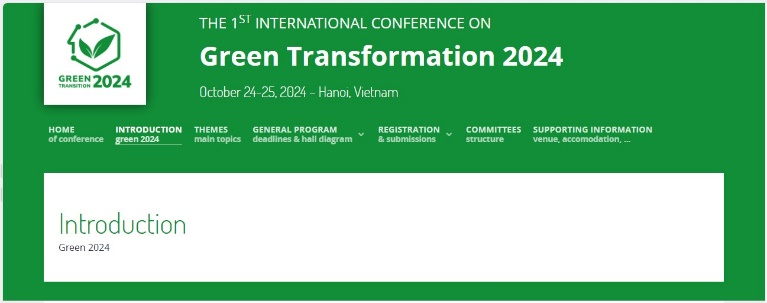 THE 1ST INTERNATIONAL CONFERENCE ON
Green Transformation 2024
October 24-25, 2024 – Hanoi, Vietnam
GREEN
TRANSITION 2024
HOME
of conference
INTRODUCTION
green 2024
THEMES
main topics
GENERAL PROGRAM
deadlines & hall diagram
REGISTRATION
& submissions
COMMITTEES
structure
SUPPORTING INFORMATION
venue, accomodation, ...
Introduction
Green 2024